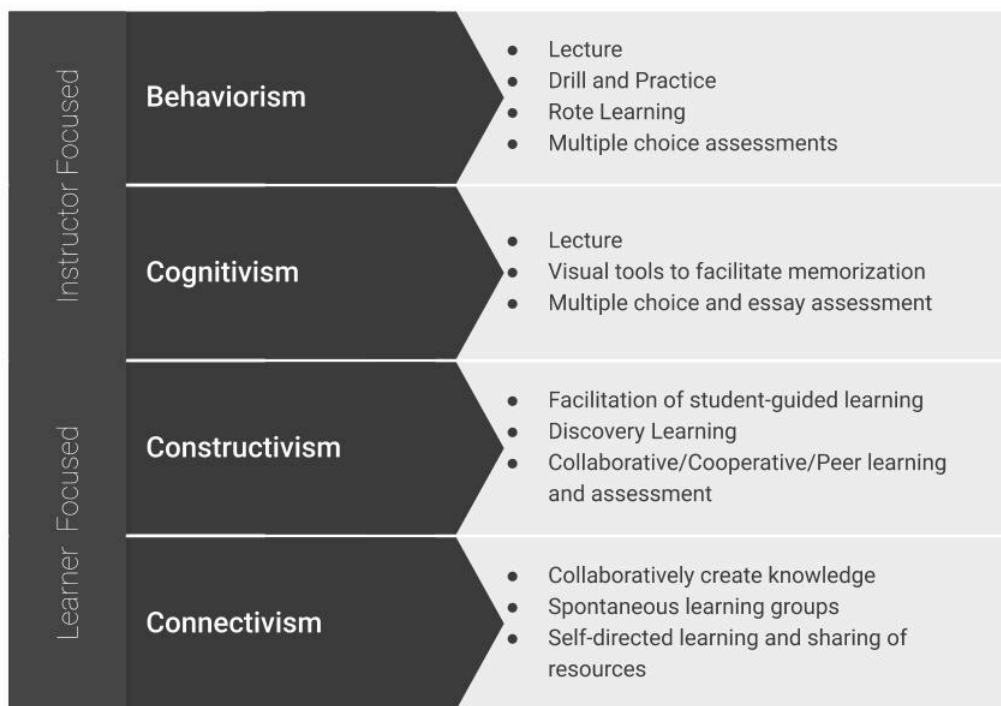 Instructor Focused
Behaviorism
● Lecture
● Drill and Practice
● Rote Learning
● Multiple choice assessments
Cognitivism
● Lecture
● Visual tools to facilitate memorization
● Multiple choice and essay assessment
Learner Focused
Constructivism
● Facilitation of student-guided learning
● Discovery Learning
● Collaborative/Cooperative/Peer learning
and assessment
Connectivism
● Collaboratively create knowledge
● Spontaneous learning groups
● Self-directed learning and sharing of
resources